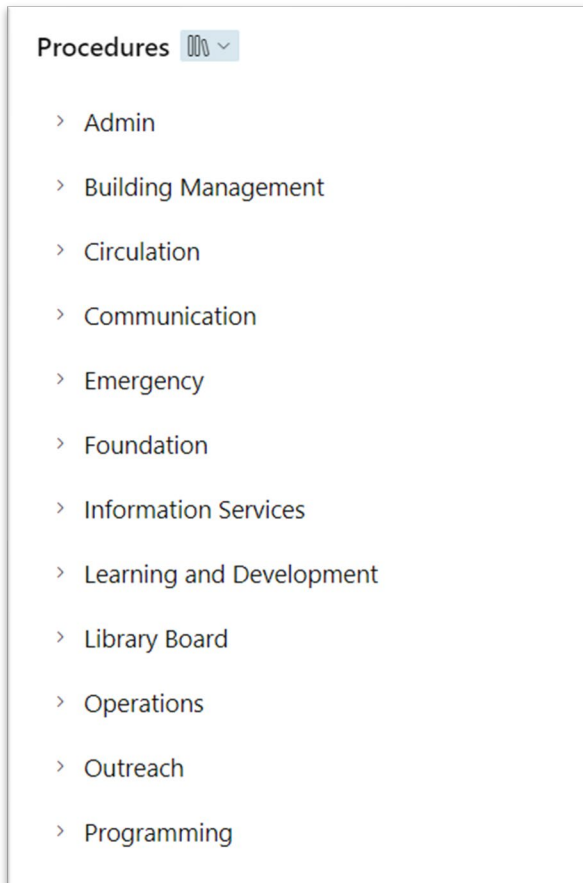 Procedures
Admin
Building Management
Circulation
Communication
Emergency
Foundation
Information Services
Learning and Development
Library Board
Operations
Outreach
Programming